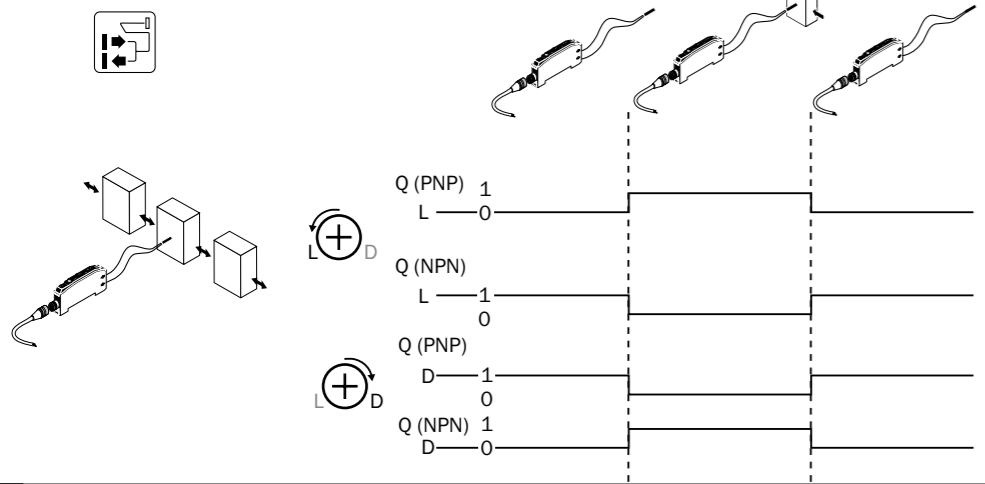 Q (PNP) 1
L 0
L D
Q (NPN)
L 1
0
Q (PNP)
D 1
0
L D
Q (NPN) 1
D 0